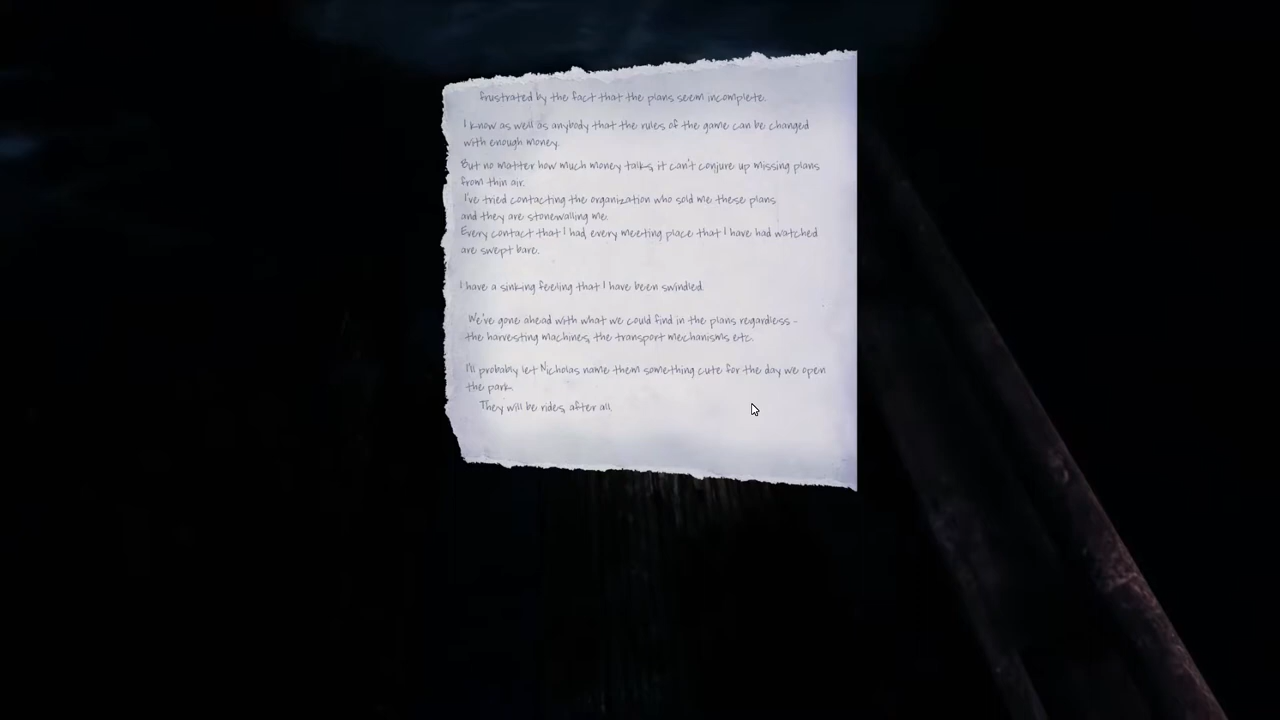 frustrated by the fact that the plans seem incomplete.
I know as well as anybody that the rules of the game can be changed
with enough money.
But no matter how much money talks, it can't conjure up missing plans
from thin air.
I've tried contacting the organization who sold me these plans
and they are stonewalling me.
Every contact that I had, every meeting place that I have had watched
are swept bare.
I have a sinking feeling that I have been swindled.
We've gone ahead with what we could find in the plans regardless -
the harvesting machines, the transport mechanisms etc.
I'll probably let Nicholas name them something cute for the day we open
the park.
They will be rides, after all.